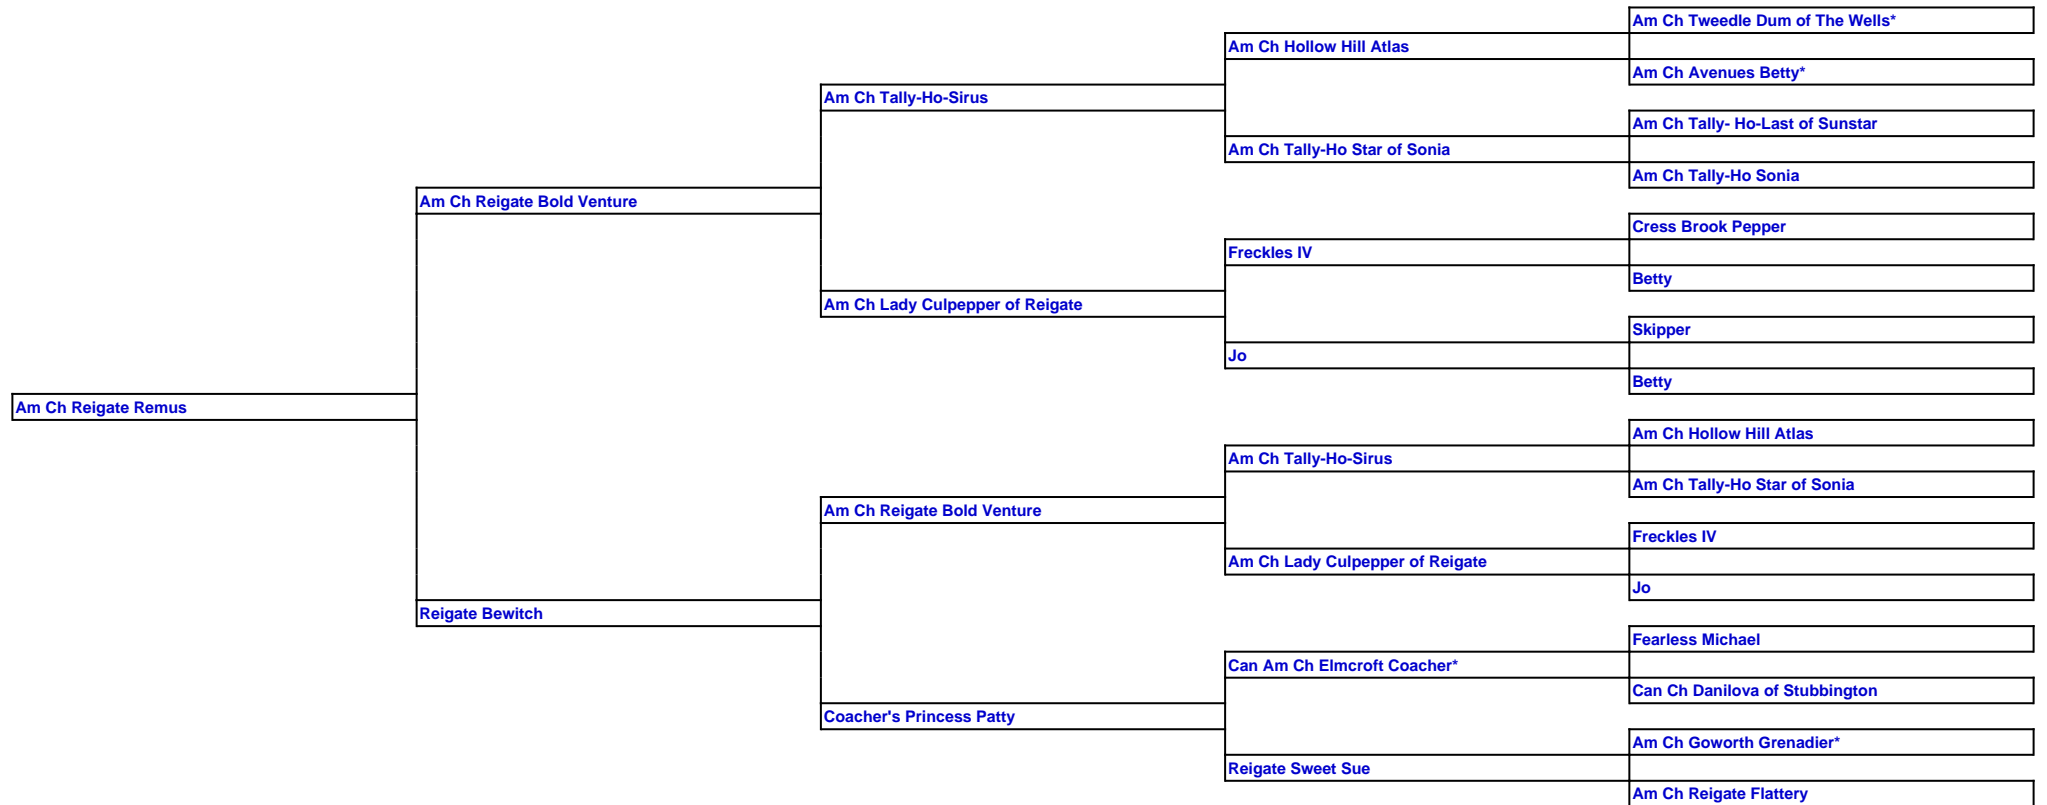 Am Ch Tweedle Dum of The Wells*
Am Ch Hollow Hill Atlas
Am Ch Avenues Betty*
Am Ch Tally-Ho-Sirus
Am Ch Tally- Ho-Last of Sunstar
Am Ch Tally-Ho Star of Sonia
Am Ch Tally-Ho Sonia
Am Ch Reigate Bold Venture
Cress Brook Pepper
Freckles IV
Betty
Am Ch Lady Culpepper of Reigate
Skipper
Jo
Betty
Am Ch Reigate Remus
Am Ch Hollow Hill Atlas
Am Ch Tally-Ho-Sirus
Am Ch Tally-Ho Star of Sonia
Am Ch Reigate Bold Venture
Freckles IV
Am Ch Lady Culpepper of Reigate
Jo
Reigate Bewitch
Fearless Michael
Can Am Ch Elmcroft Coacher*
Can Ch Danilova of Stubbington
Coacher's Princess Patty
Am Ch Goworth Grenadier*
Reigate Sweet Sue
Am Ch Reigate Flattery